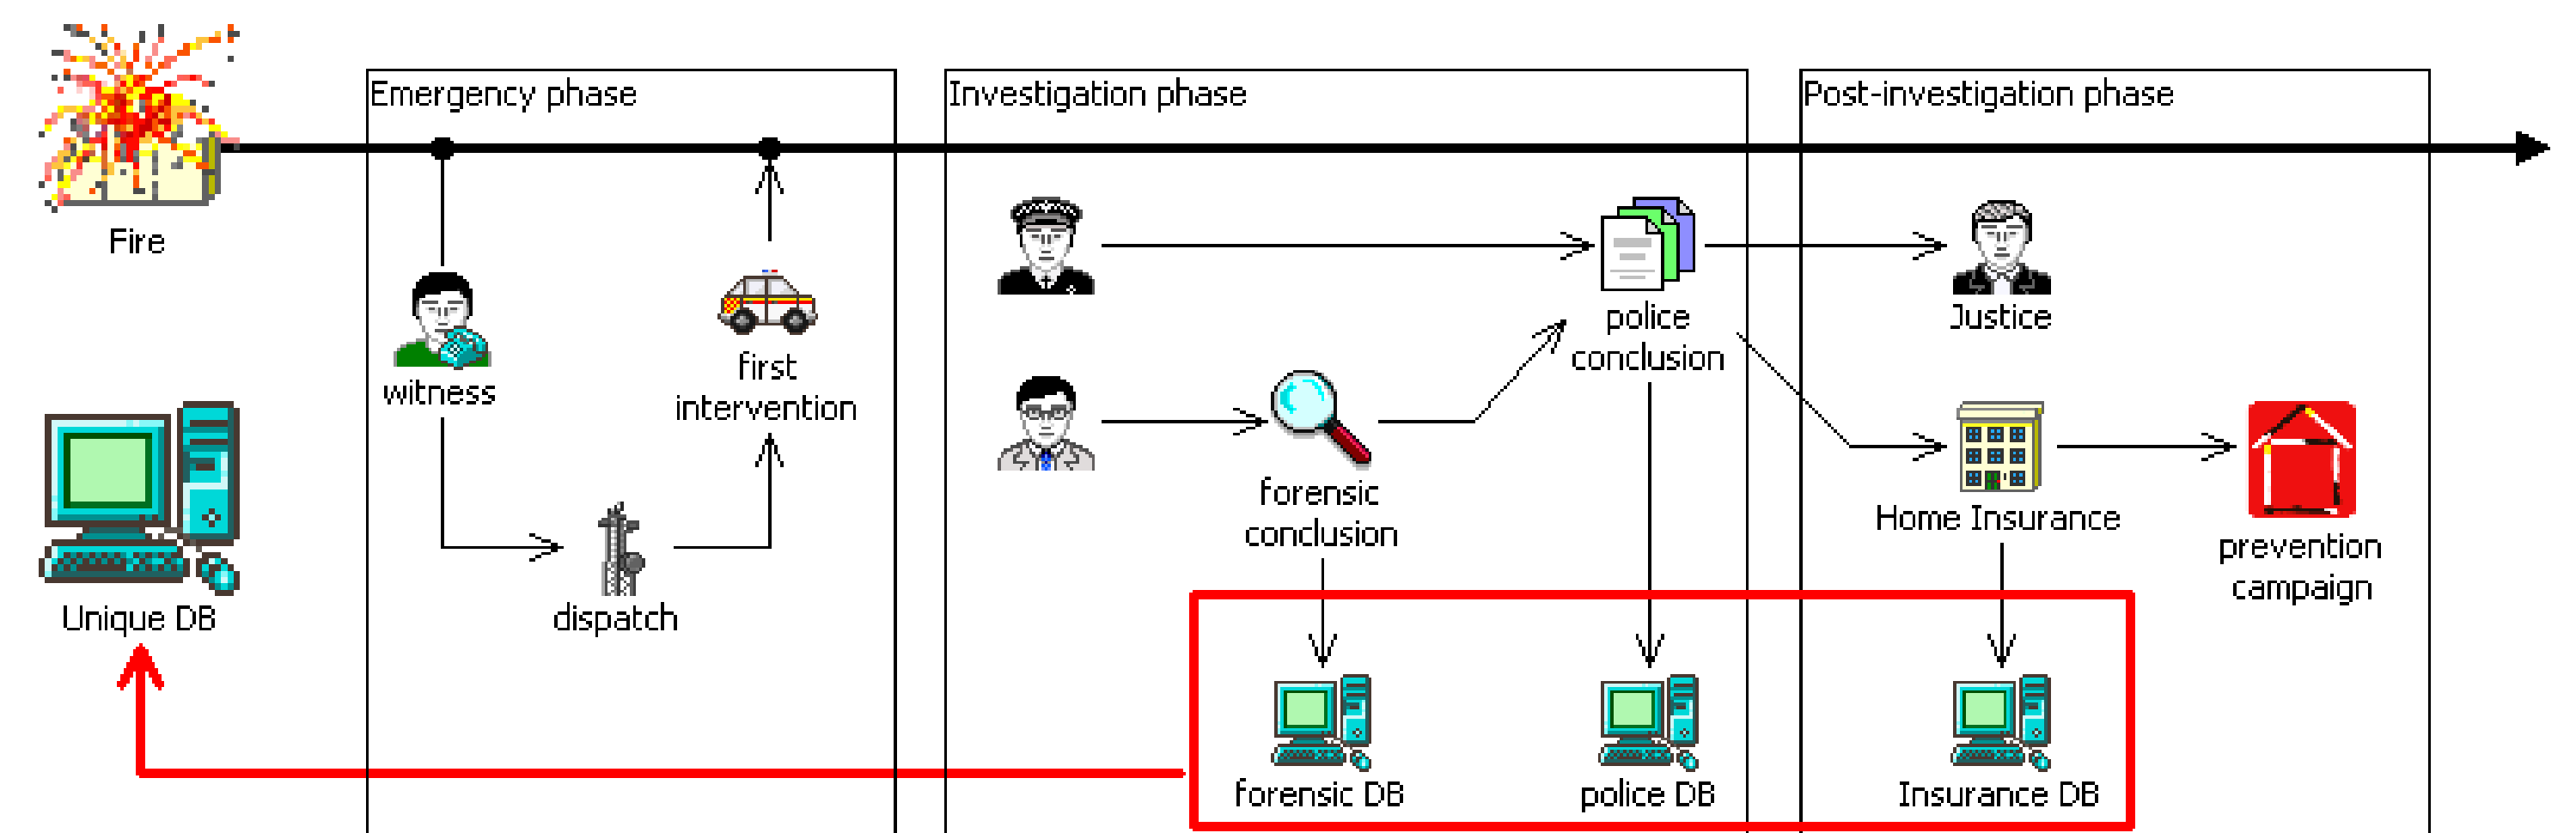 Emergency phase
Investigation phase
Post-investigation phase
Fire
witness
first
intervention
dispatch
police
conclusion
forensic
conclusion
Justice
Home Insurance
prevention
campaign
Unique DB
forensic DB
police DB
Insurance DB